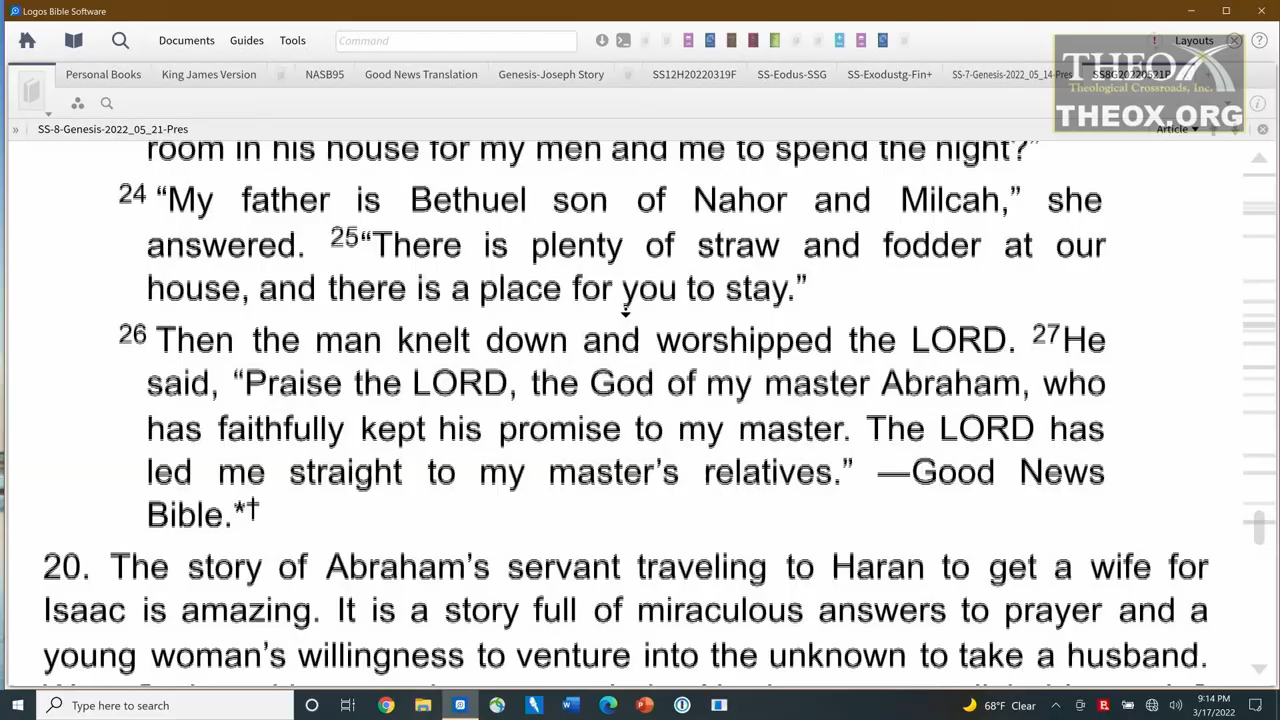 Logos Bible Software
Documents Guides Tools Command Layouts
THEOX
Theological Crossroads, Inc.
THEOX.ORG
Personal Books King James Version NASB95 Good News Translation Genesis-Joseph Story SS12H20220319F SS-Eodus-SSG SS-Exodustg-Fin+ SS-7-Genesis-2022_05_14-Pres SS8G20220521P
SS-8-Genesis-2022_05_21-Pres Article
room in his house for my men and me to spend the night?”
24 “My father is Bethuel son of Nahor and Milcah,” she
answered. 25“There is plenty of straw and fodder at our
house, and there is a place for you to stay.”
26 Then the man knelt down and worshipped the LORD. 27He
said, “Praise the LORD, the God of my master Abraham, who
has faithfully kept his promise to my master. The LORD has
led me straight to my master’s relatives.” —Good News
Bible.*†
20. The story of Abraham’s servant traveling to Haran to get a wife for
Isaac is amazing. It is a story full of miraculous answers to prayer and a
young woman’s willingness to venture into the unknown to take a husband.
Type here to search 68°F Clear 9:14 PM
3/17/2022